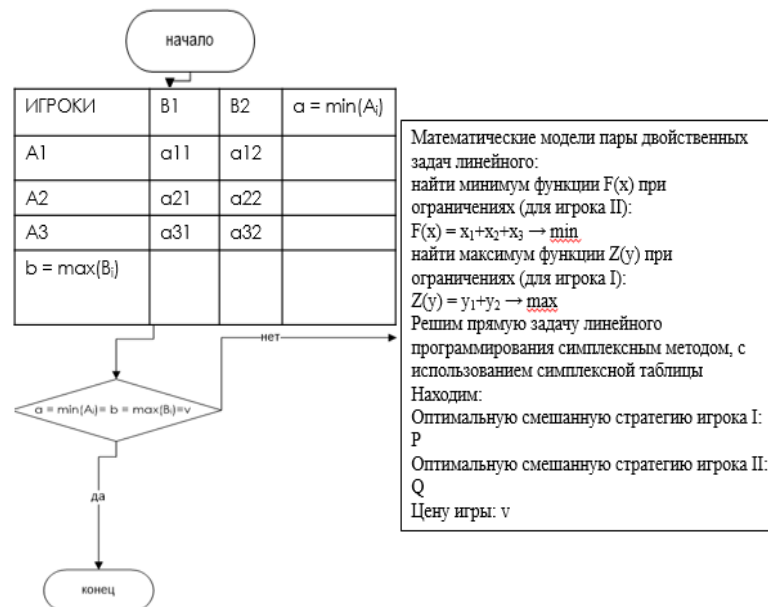 начало
ИГРОКИ B1 B2 a = min(Ai)
A1 a11 a12
A2 a21 a22
A3 a31 a32
b = max(Bi)
нет
a = min(Ai)= b = max(Bi)=v
да
конец
Математические модели пары двойственных
задач линейного:
найти минимум функции F(x) при
ограничениях (для игрока II):
F(x) = x₁+x₂+x₃ → min
найти максимум функции Z(y) при
ограничениях (для игрока I):
Z(y) = y₁+y₂ → max
Решим прямую задачу линейного
программирования симплексным методом, с
использованием симплексной таблицы
Находим:
Оптимальную смешанную стратегию игрока I:
P
Оптимальную смешанную стратегию игрока II:
Q
Цену игры: v